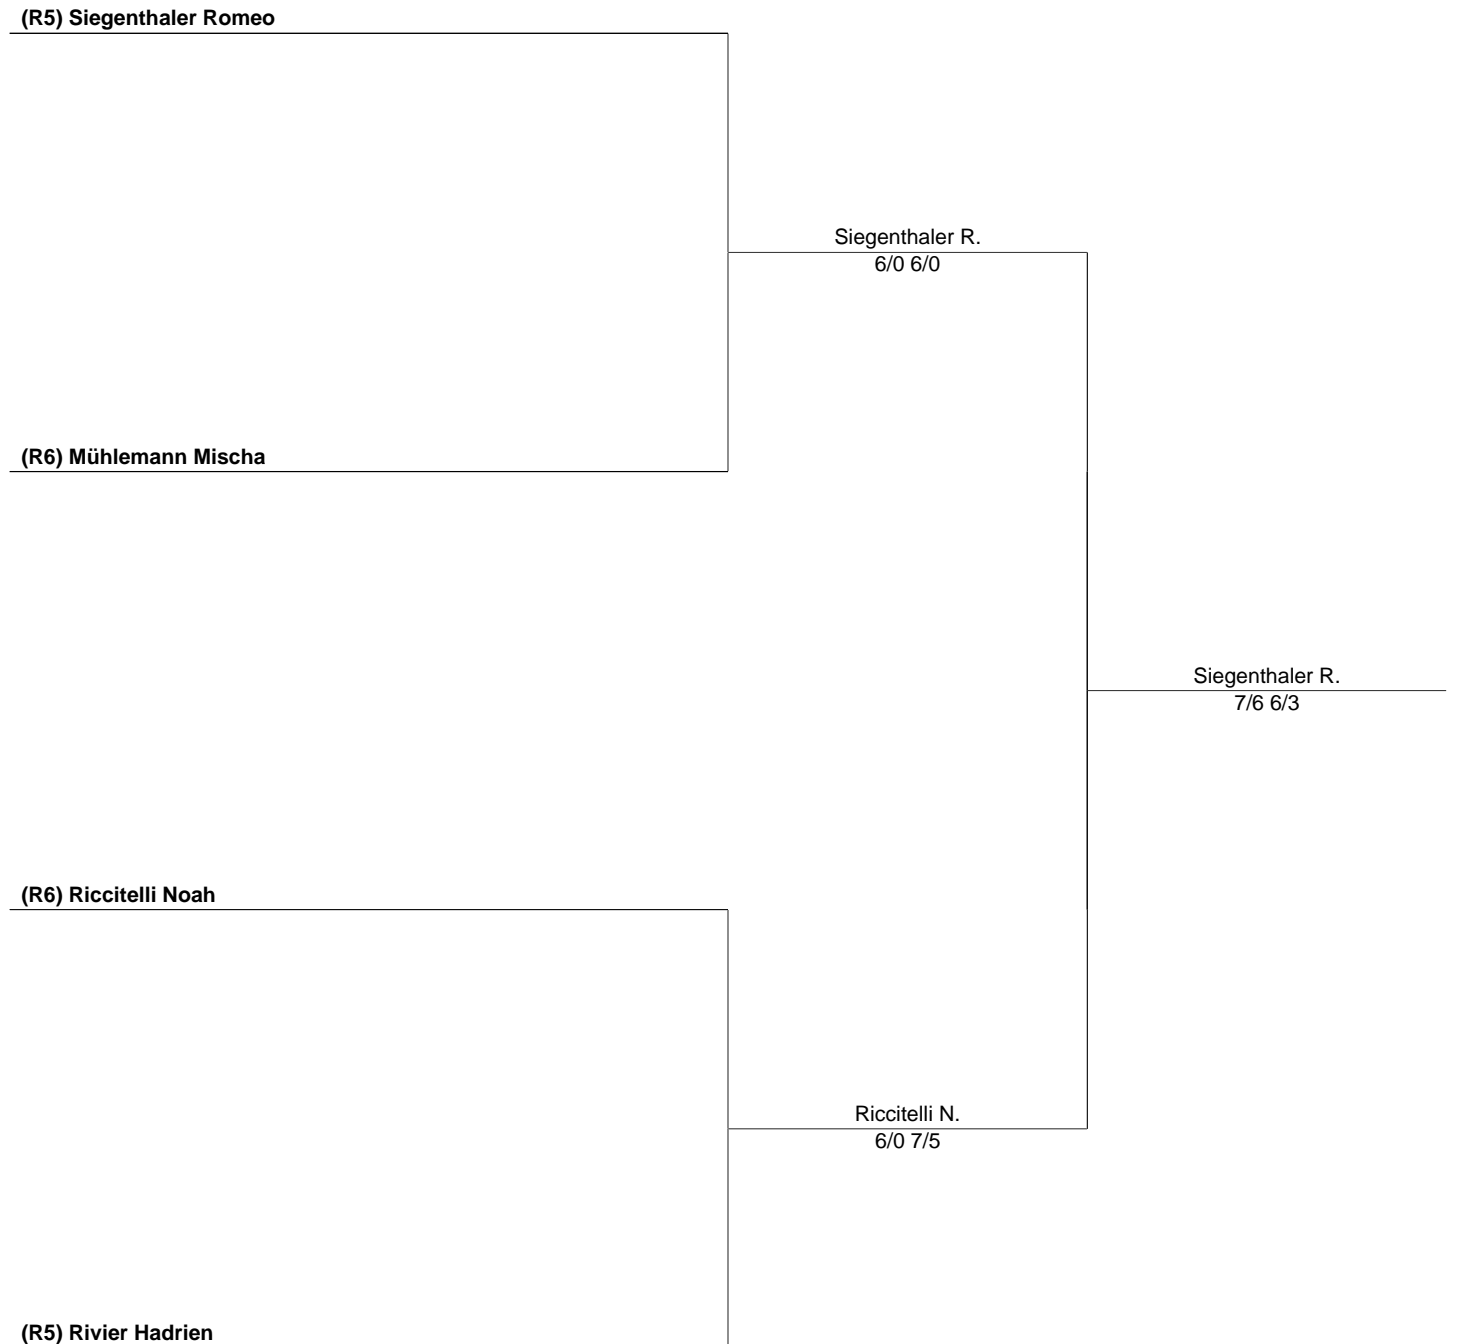 (R5) Siegenthaler Romeo
Siegenthaler R.
6/0 6/0
(R6) Mühlemann Mischa
Siegenthaler R.
7/6 6/3
(R6) Riccitelli Noah
Riccitelli N.
6/0 7/5
(R5) Rivier Hadrien